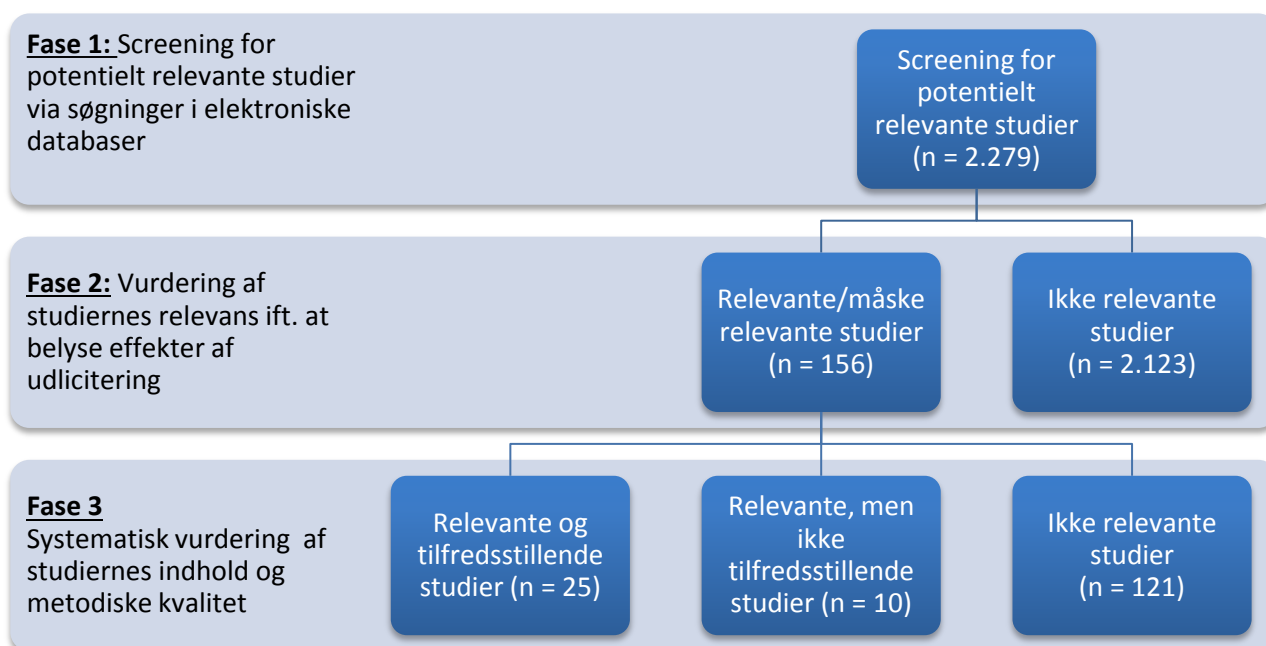 Fase 1: Screening for
potentielt relevante studier
via søgninger i elektroniske
databaser
Screening for
potentielt
relevante studier
(n = 2.279)
Fase 2: Vurdering af
studiernes relevans ift. at
belyse effekter af
udlicitering
Relevante/måske
relevante studier
(n = 156)
Ikke relevante
studier
(n = 2.123)
Fase 3
Systematisk vurdering  af
studiernes indhold og
metodiske kvalitet
Relevante og
tilfredsstillende
studier (n = 25)
Relevante, men
ikke
tilfredsstillende
studier (n = 10)
Ikke relevante
studier
(n = 121)